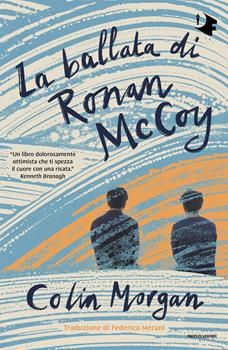 La ballata di
Ronan
McCoy
"Un libro dolorosamente
ottimista che ti spezza
il cuore con una risata."
Kenneth Branagh
Colin Morgan
MONDADORI
Traduzione di Federica Merani